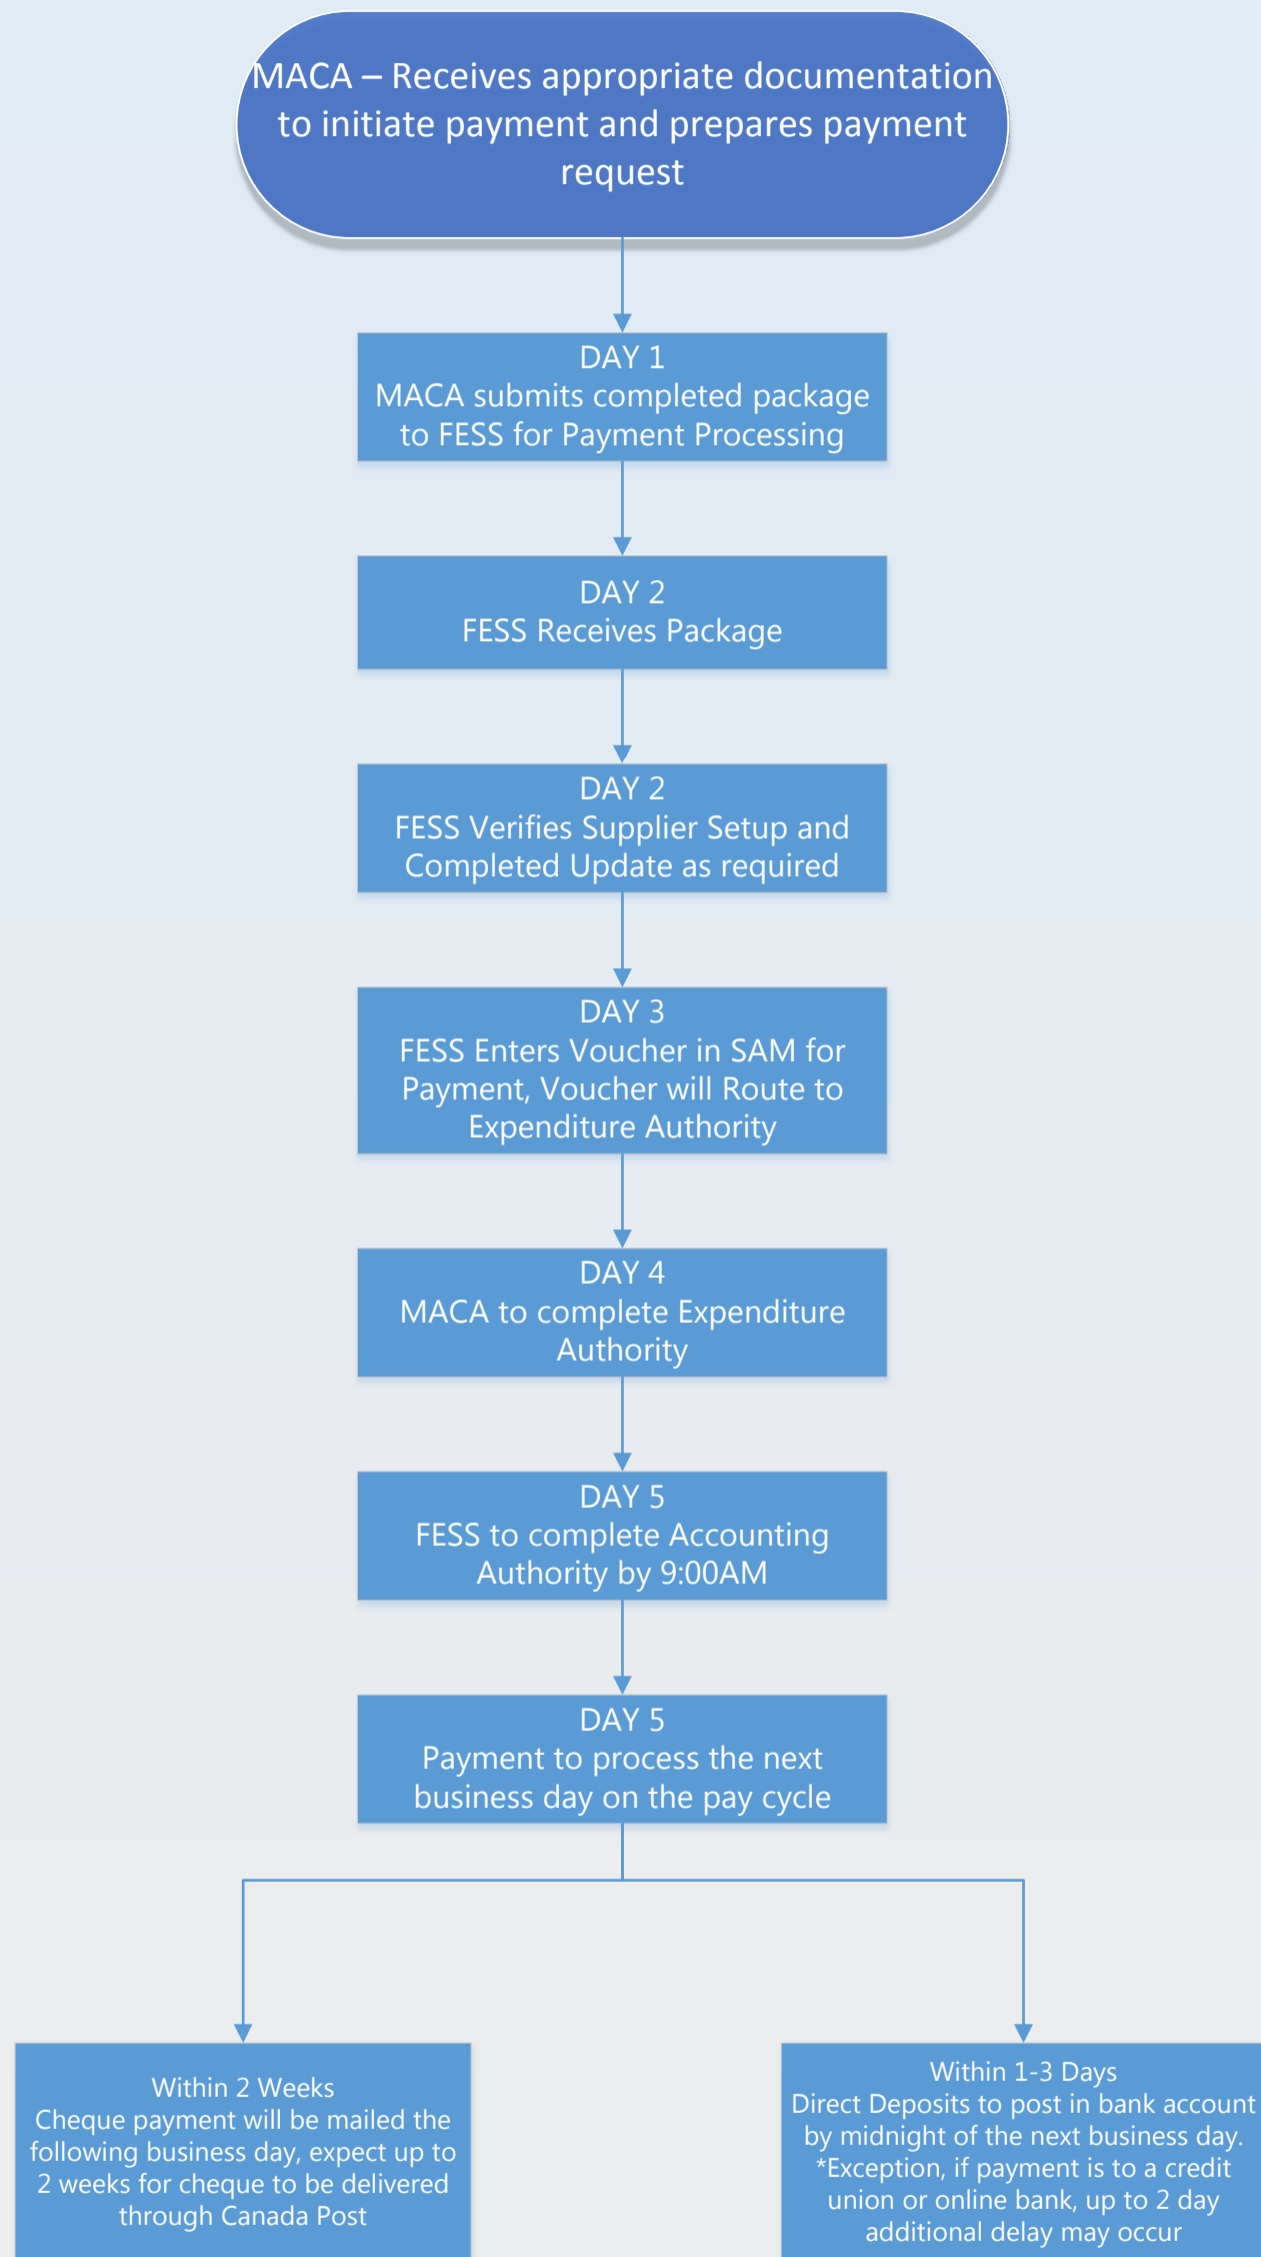 MACA – Receives appropriate documentation
to initiate payment and prepares payment
request
DAY 1
MACA submits completed package
to FESS for Payment Processing
DAY 2
FESS Receives Package
DAY 2
FESS Verifies Supplier Setup and
Completed Update as required
DAY 3
FESS Enters Voucher in SAM for
Payment, Voucher will Route to
Expenditure Authority
DAY 4
MACA to complete Expenditure
Authority
DAY 5
FESS to complete Accounting
Authority by 9:00AM
DAY 5
Payment to process the next
business day on the pay cycle
Within 2 Weeks
Cheque payment will be mailed the
following business day, expect up to
2 weeks for cheque to be delivered
through Canada Post
Within 1-3 Days
Direct Deposits to post in bank account
by midnight of the next business day.
*Exception, if payment is to a credit
union or online bank, up to 2 day
additional delay may occur